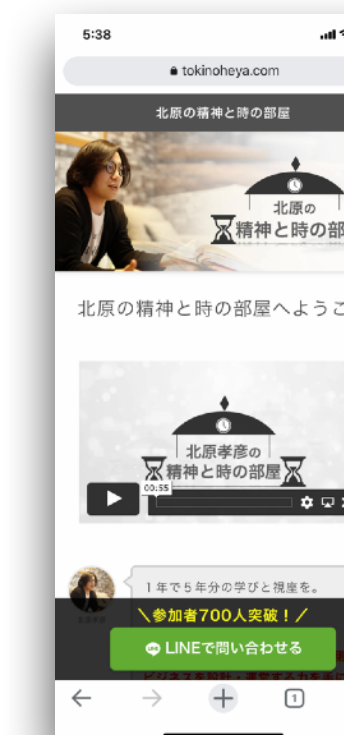 5:38
tokinoheya.com
北原の精神と時の部屋
北原の
精神と時の部
北原の精神と時の部屋へようこ
北原孝彦の
精神と時の部屋
00:55
1年で5年分の学びと視座を。
＼参加者700人突破！／
LINEで問い合わせる
1